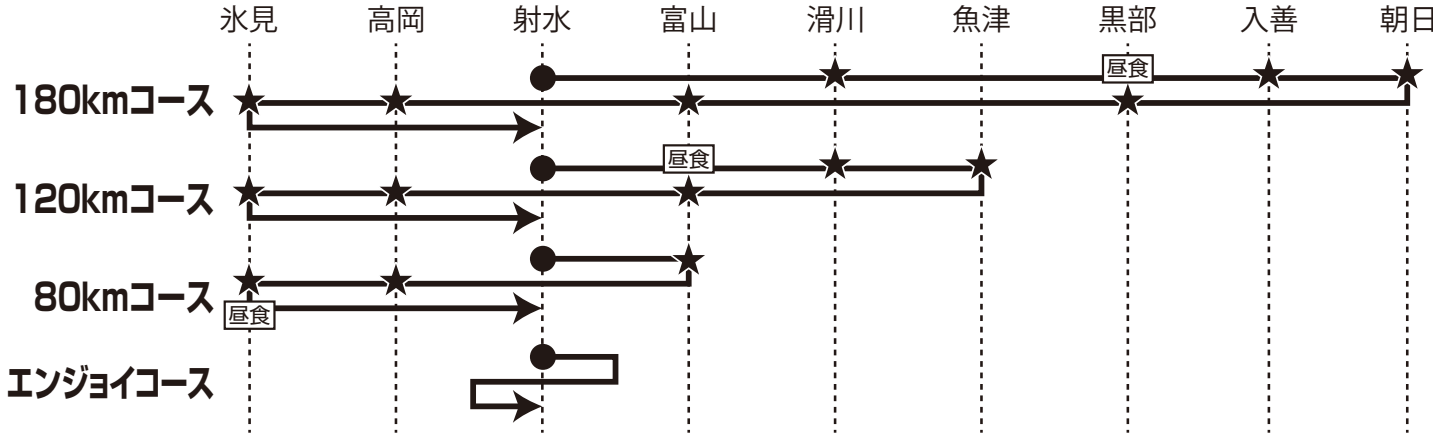 氷見 高岡 射水 富山 滑川 魚津 黒部 入善 朝日
昼食
180kmコース
昼食
120kmコース
80kmコース
昼食
エンジョイコース